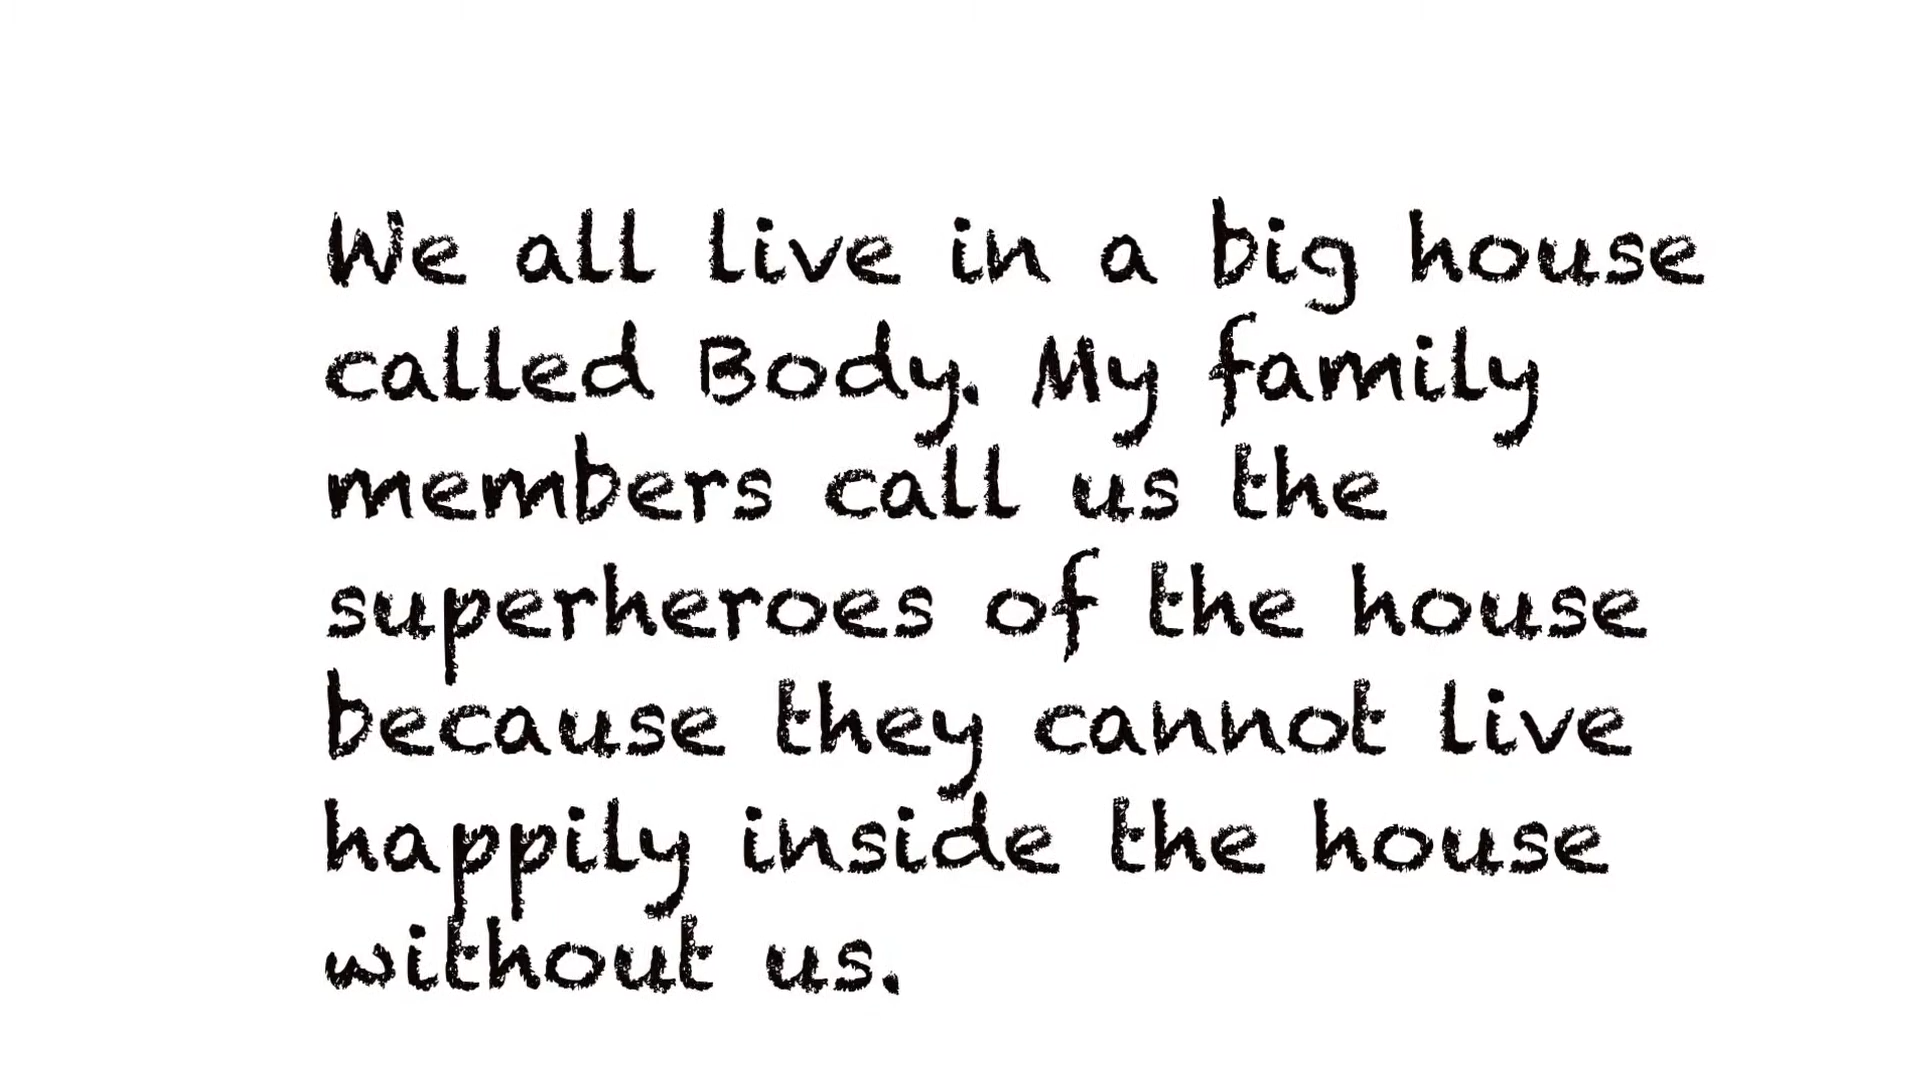 We all live in a big house
called Body. My family
members call us the
superheroes of the house
because they cannot live
happily inside the house
without us.